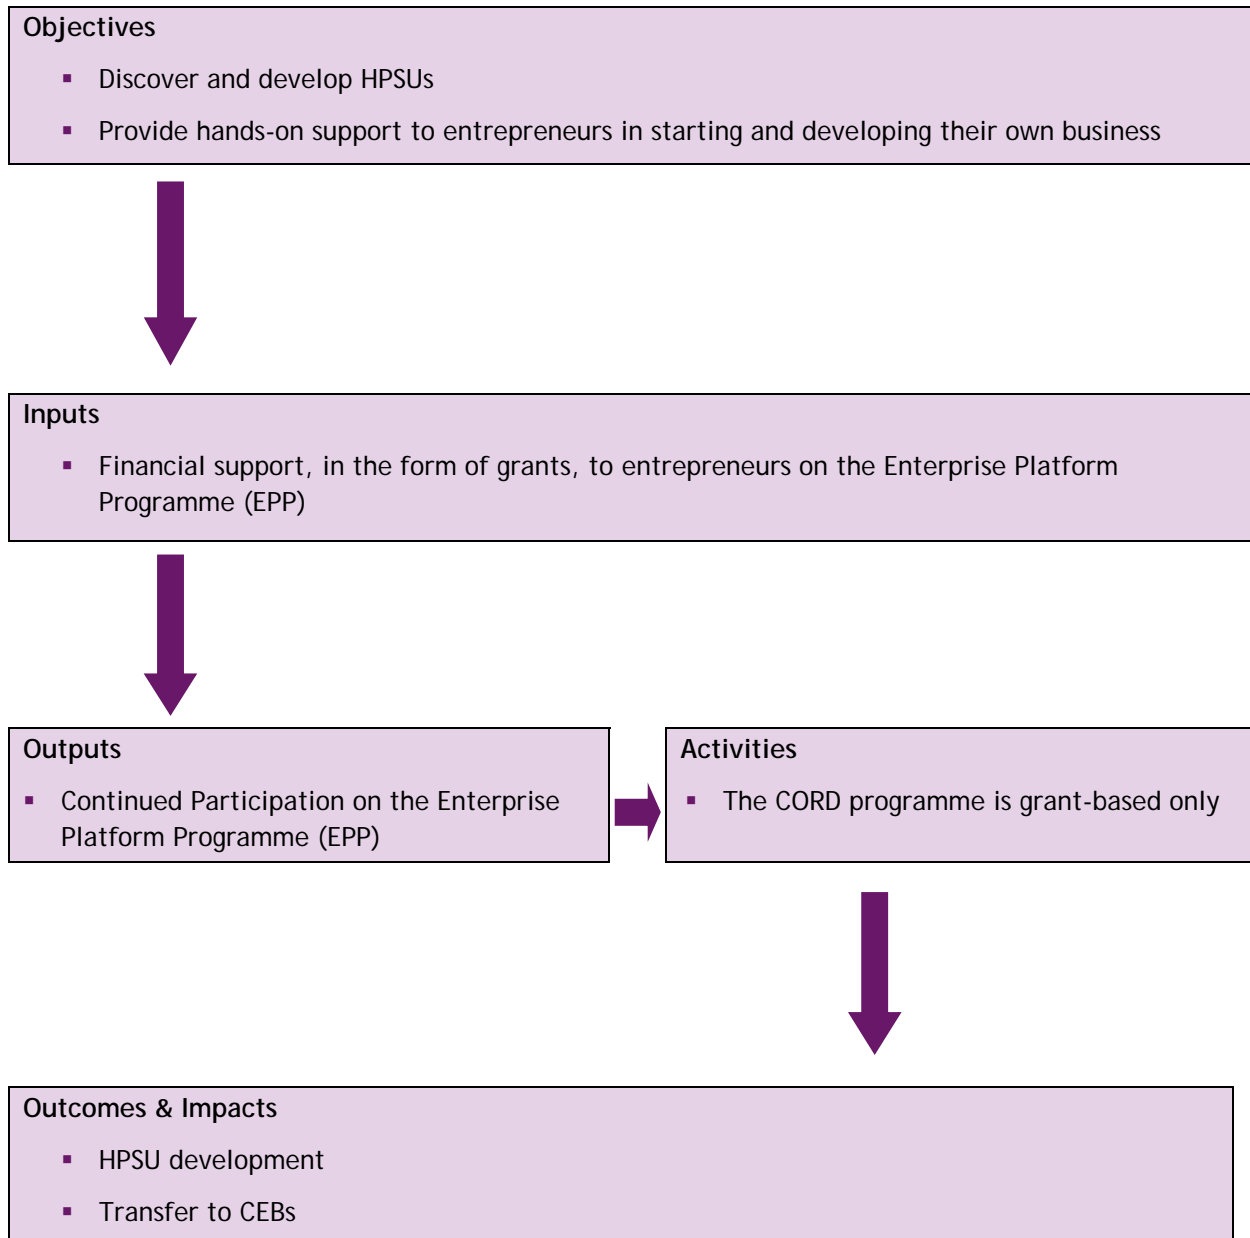 Objectives
▪ Discover and develop HPSUs
▪ Provide hands-on support to entrepreneurs in starting and developing their own business
Inputs
▪ Financial support, in the form of grants, to entrepreneurs on the Enterprise Platform
Programme (EPP)
Outputs
▪ Continued Participation on the Enterprise
Platform Programme (EPP)
Activities
▪ The CORD programme is grant-based only
Outcomes & Impacts
▪ HPSU development
▪ Transfer to CEBs